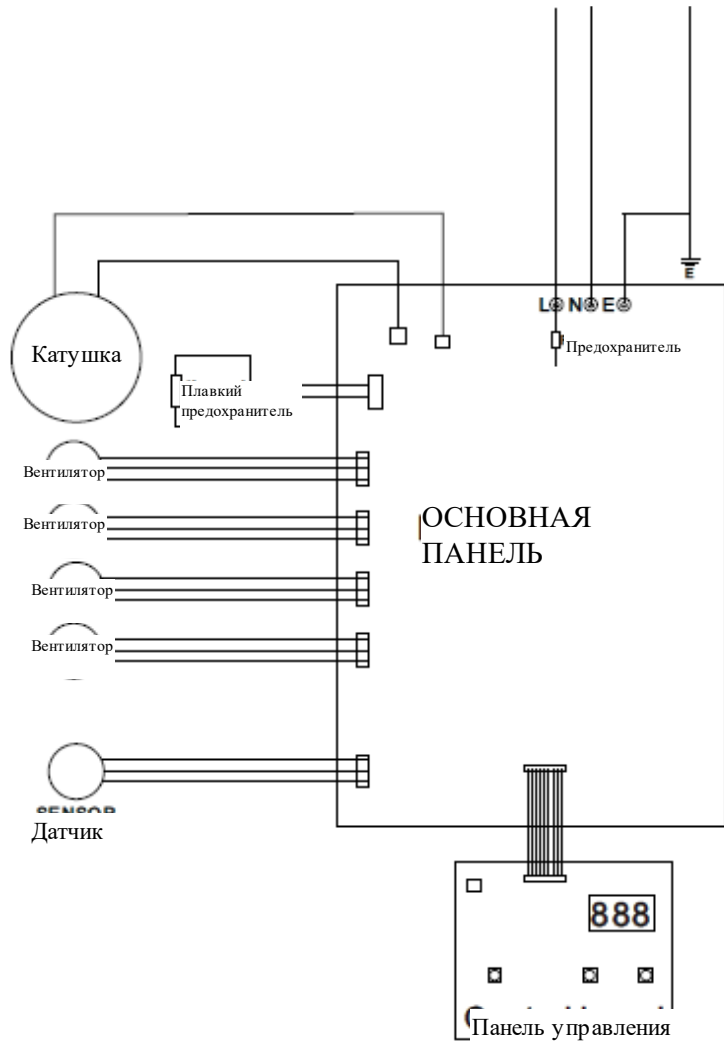 E
L N E
Катушка
Предохранитель
Плавкий
предохранитель
Вентилятор
Вентилятор
ОСНОВНАЯ
ПАНЕЛЬ
Вентилятор
Вентилятор
SENSOR
Датчик
888
Панель управления